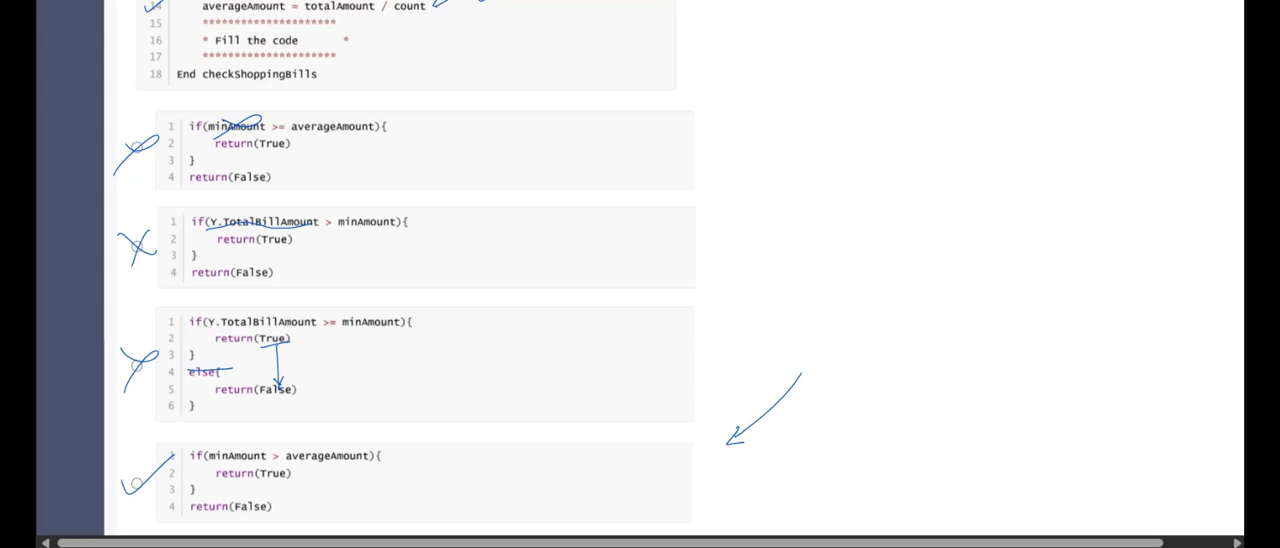 14 averageAmount = totalAmount / count
15 *********************
16 * Fill the code *
17 *********************
18 End checkShoppingBills
1 if(minAmount >= averageAmount){
2 return(True)
3 }
4 return(False)
1 if(Y.TotalBillAmount > minAmount){
2 return(True)
3 }
4 return(False)
1 if(Y.TotalBillAmount >= minAmount){
2 return(True)
3 }
4 else{
5 return(False)
6 }
1 if(minAmount > averageAmount){
2 return(True)
3 }
4 return(False)